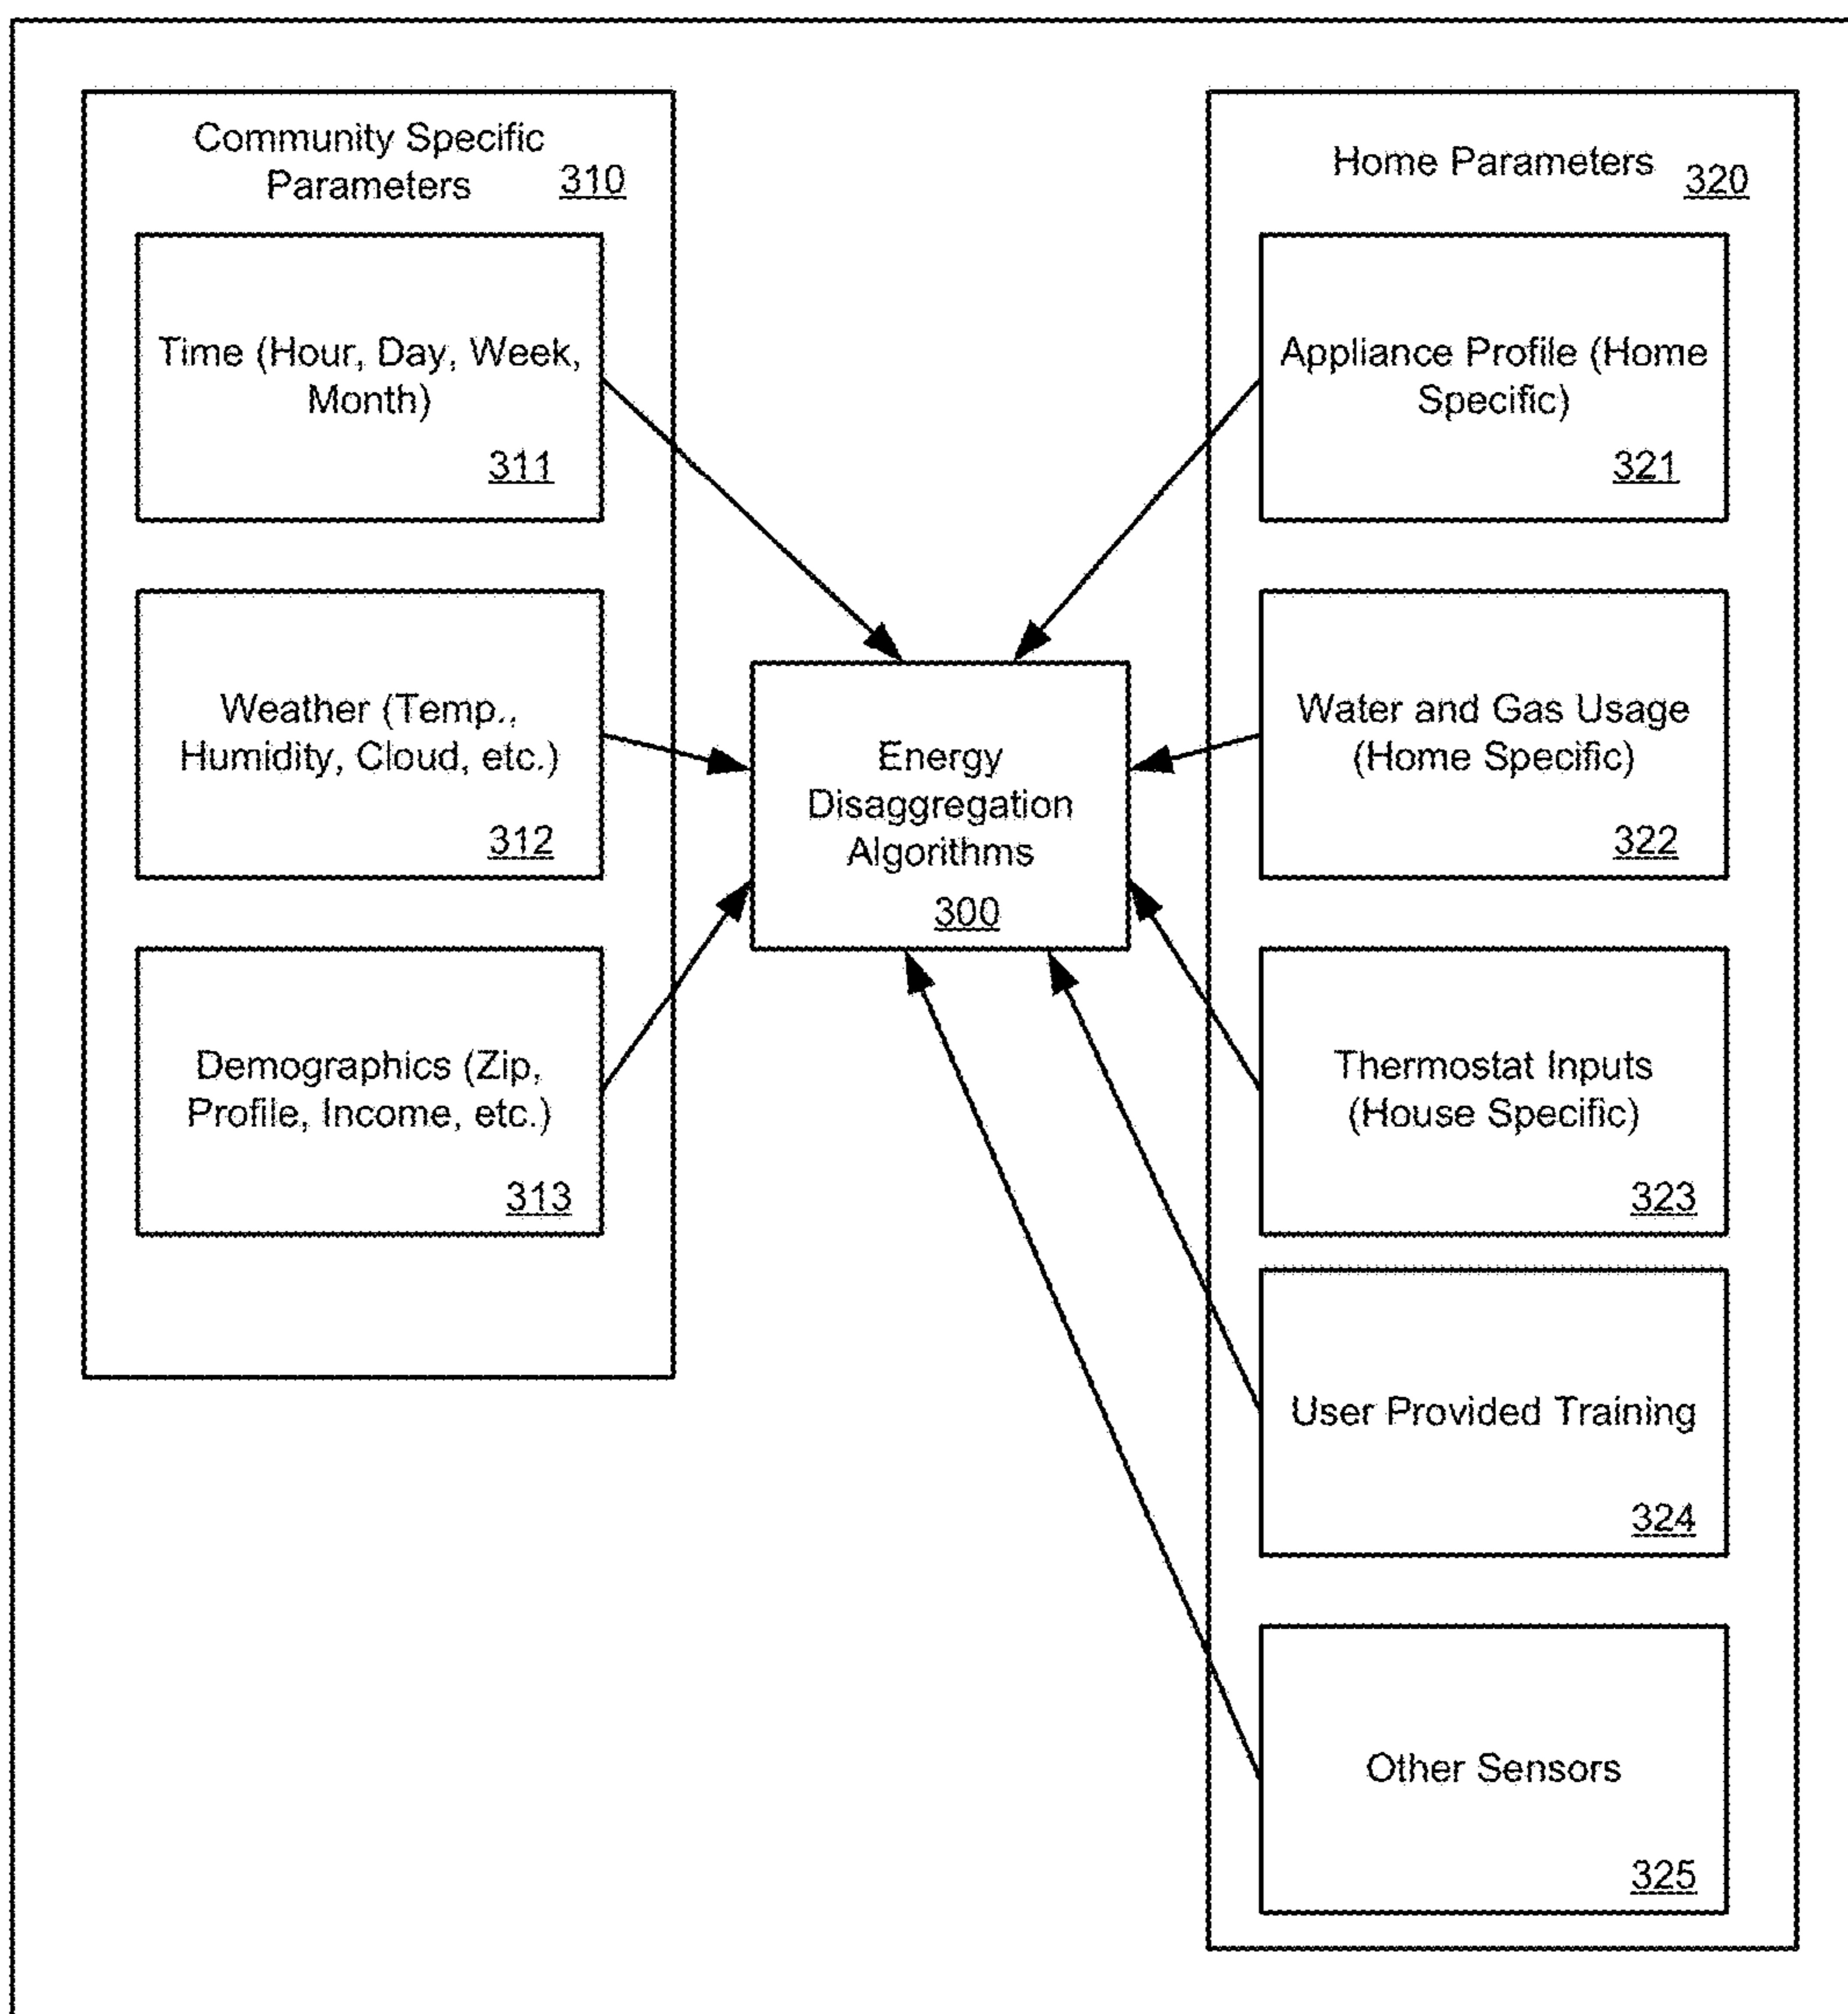 Community Specific
Parameters 310
Time (Hour, Day, Week,
Month)
311
Weather (Temp.,
Humidity, Cloud, etc.)
312
Demographics (Zip,
Profile, Income, etc.)
313
Energy
Disaggregation
Algorithms
300
Home Parameters 320
Appliance Profile (Home
Specific)
321
Water and Gas Usage
(Home Specific)
322
Thermostat Inputs
(House Specific)
323
User Provided Training
324
Other Sensors
325